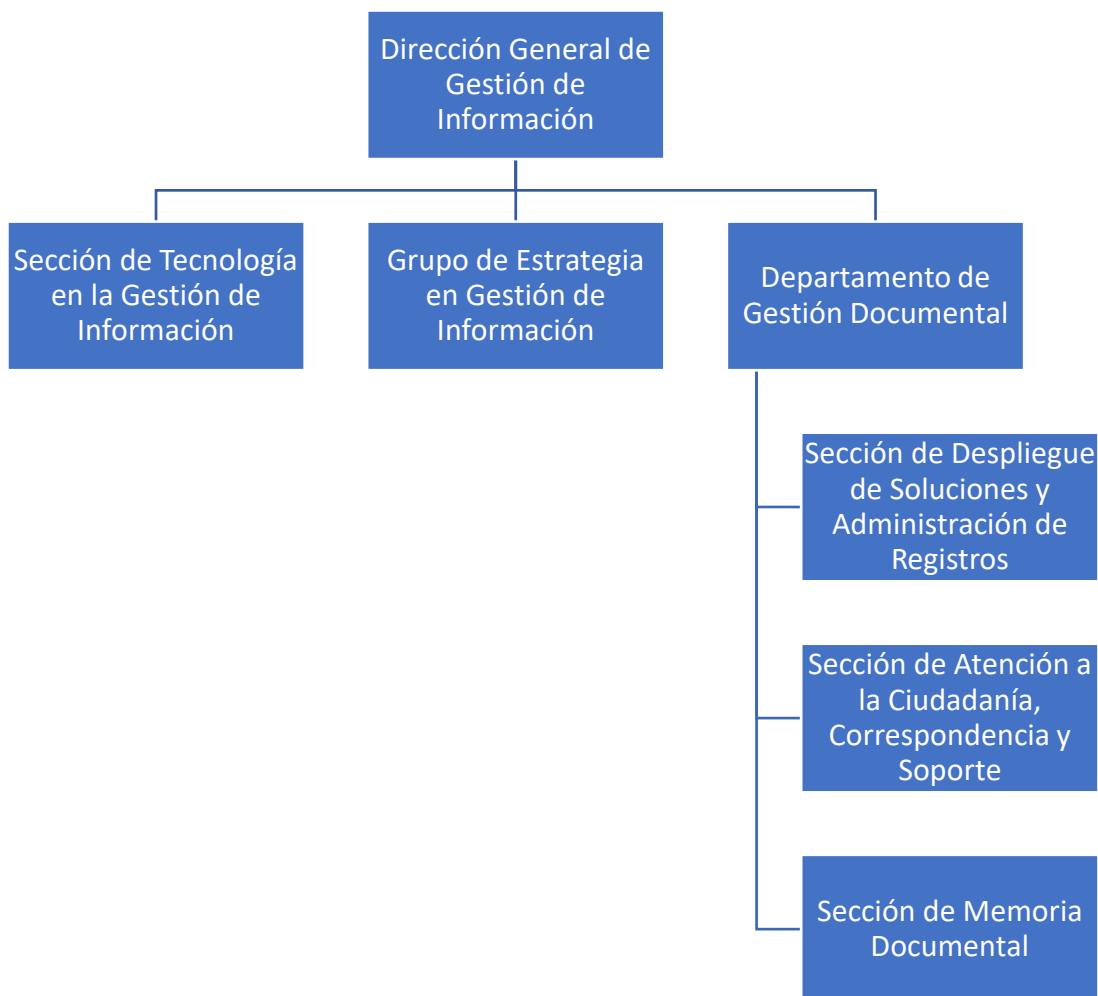 Dirección General de
Gestión de
Información
Sección de Tecnología
en la Gestión de
Información
Grupo de Estrategia
en Gestión de
Información
Departamento de
Gestión Documental
Sección de Despliegue
de Soluciones y
Administración de
Registros
Sección de Atención a
la Ciudadanía,
Correspondencia y
Soporte
Sección de Memoria
Documental